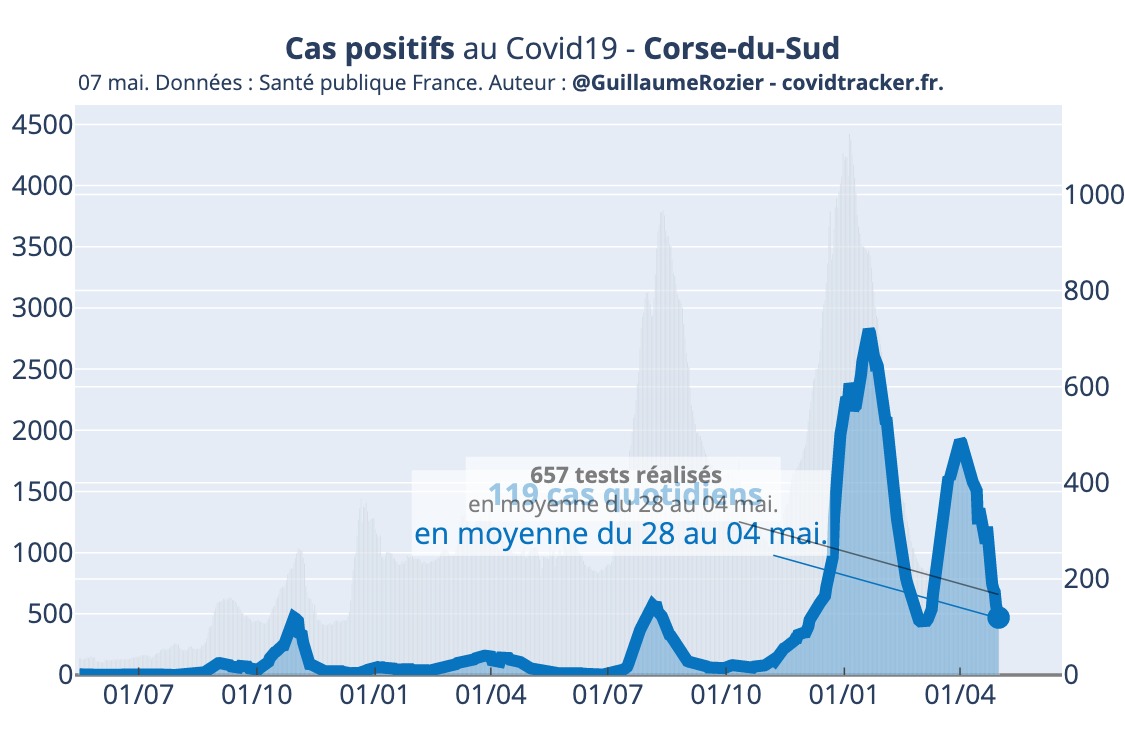 Cas positifs au Covid19 - Corse-du-Sud
07 mai. Données : Santé publique France. Auteur : @GuillaumeRozier - covidtracker.fr.
4500
4000
3500
3000
2500
2000
1500
1000
500
0
1000
800
600
400
200
0
657 tests réalisés
119 cas quotidiens
en moyenne du 28 au 04 mai.
en moyenne du 28 au 04 mai.
01/07 01/10 01/01 01/04 01/07 01/10 01/01 01/04